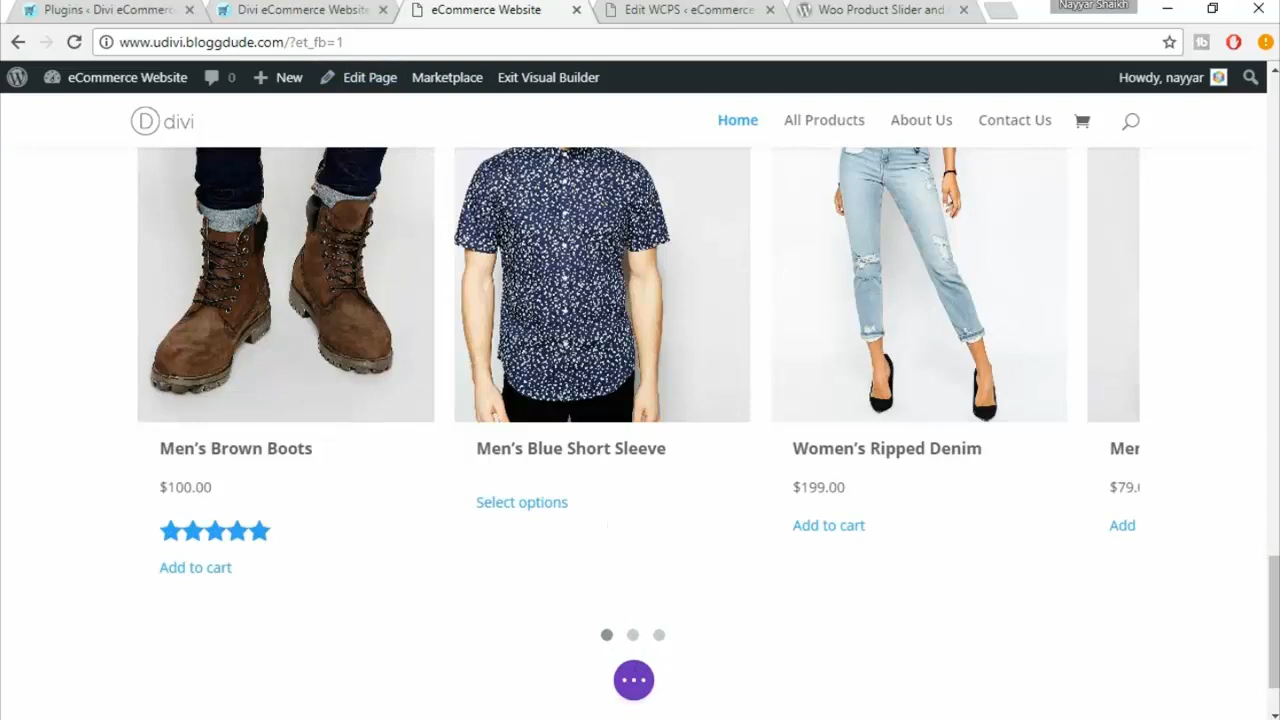 Nayyar Shaikh
Plugins ‹ Divi eCommerc
Divi eCommerce Website
eCommerce Website
Edit WCPS ‹ eCommerce
Woo Product Slider and
www.udivi.bloggdude.com/?et_fb=1
eCommerce Website 0 New Edit Page Marketplace Exit Visual Builder Howdy, nayyar
D divi Home All Products About Us Contact Us
Men’s Brown Boots Men’s Blue Short Sleeve Women’s Ripped Denim Mer
$100.00 $199.00 $79.0
Select options
Add to cart Add
Add to cart